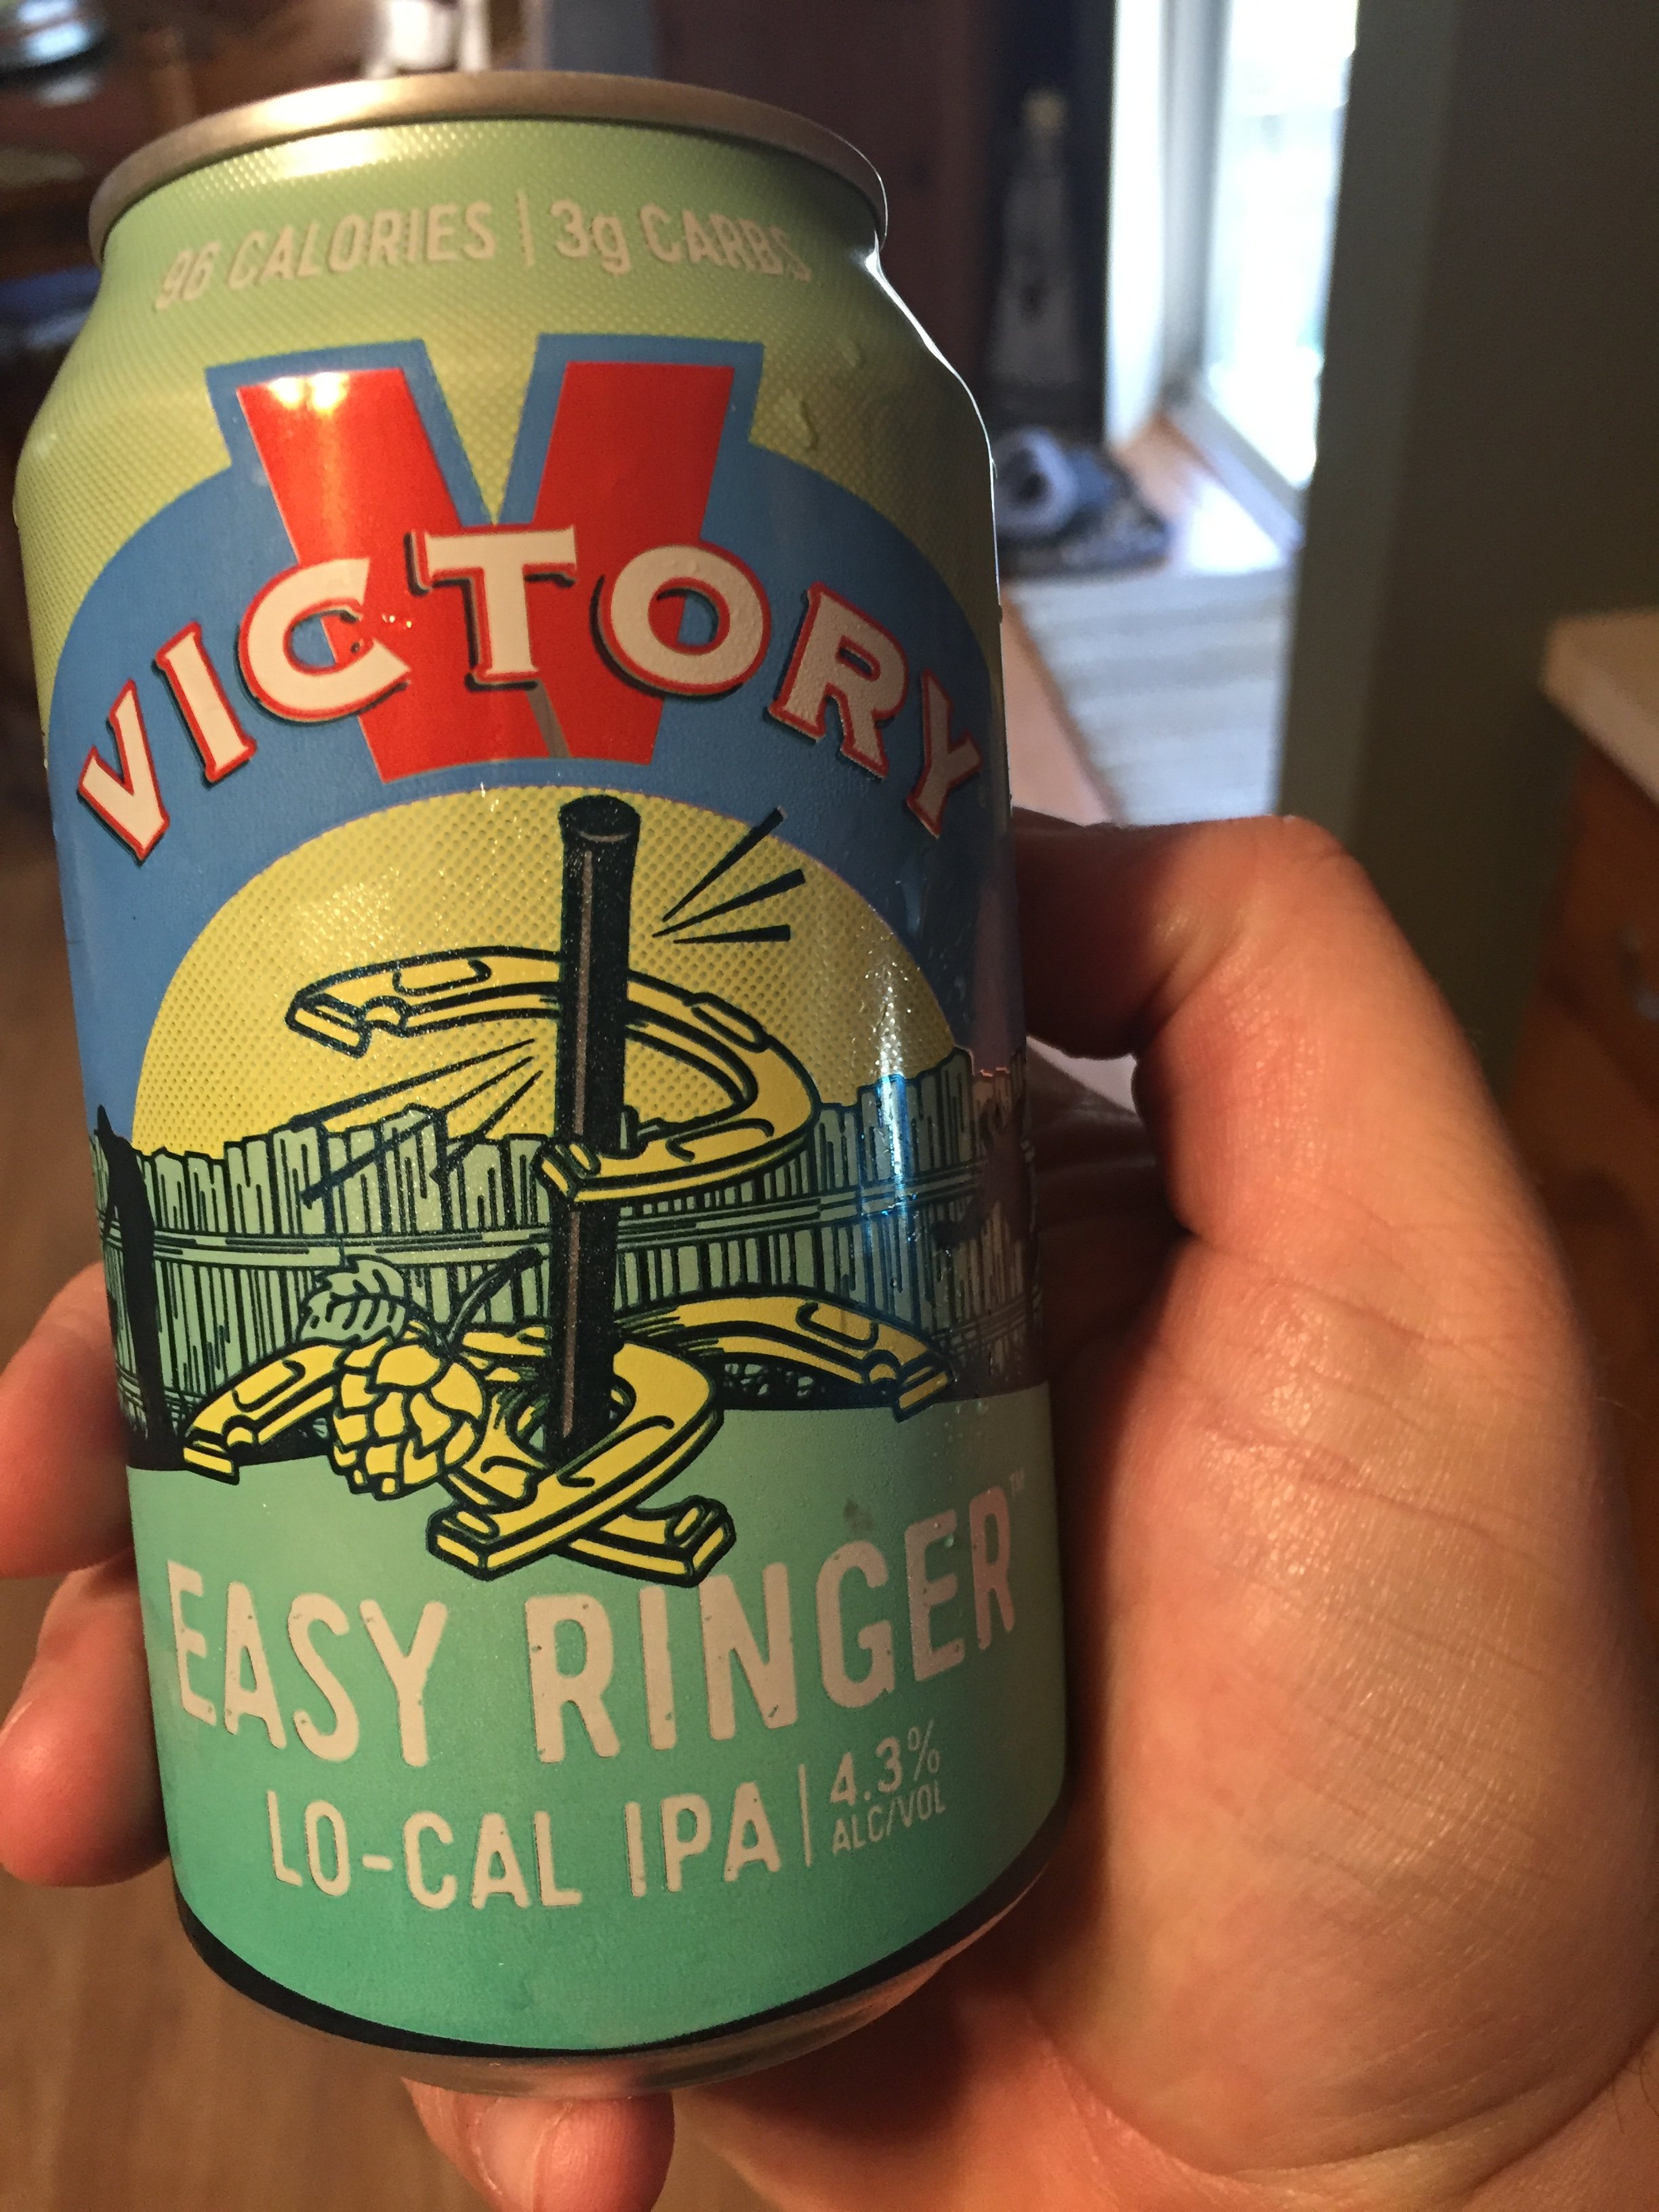 96 CALORIES | 3g CARBS
V
VICTORY
EASY RINGER™
LO-CAL IPA | 4.3%
ALC/VOL